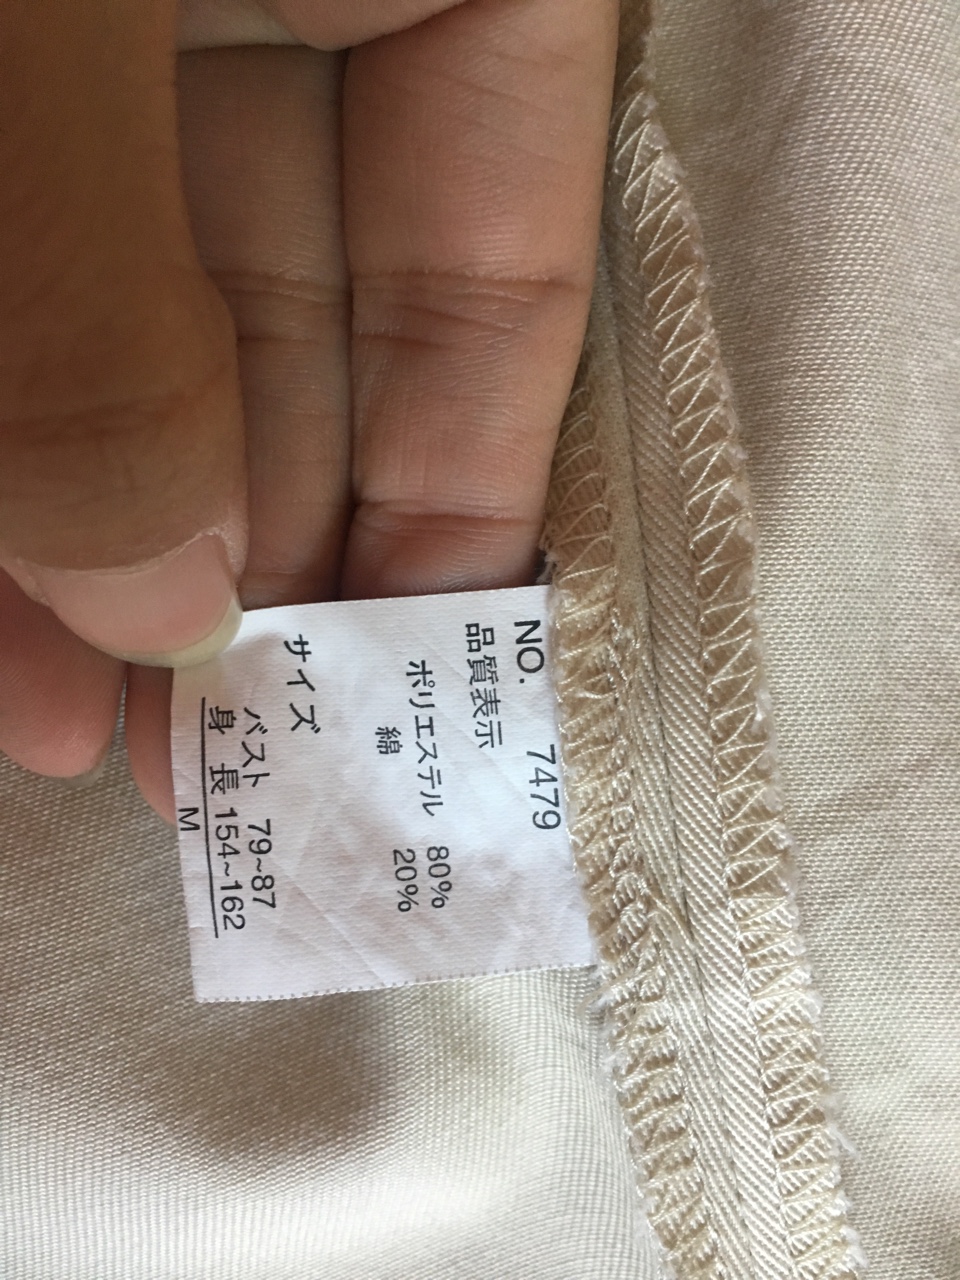 NO. 7479
品質表示
ポリエステル 80%
綿 20%
サイズ
バスト 79~87
身 長 154~162
M